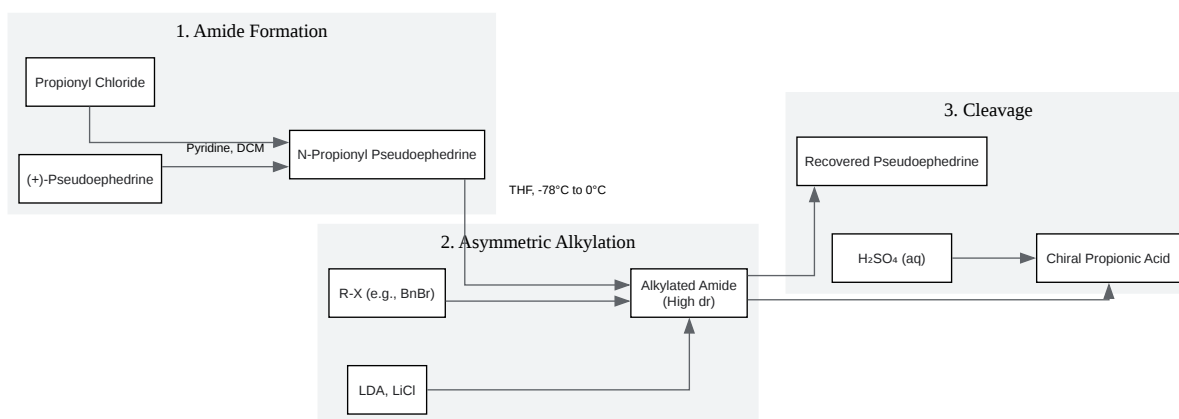 1. Amide Formation
Propionyl Chloride
Pyridine, DCM
(+)-Pseudoephedrine
N-Propionyl Pseudoephedrine
THF, -78°C to 0°C
2. Asymmetric Alkylation
R-X (e.g., BnBr)
LDA, LiCl
Alkylated Amide
(High dr)
3. Cleavage
Recovered Pseudoephedrine
H₂SO₄ (aq)
Chiral Propionic Acid